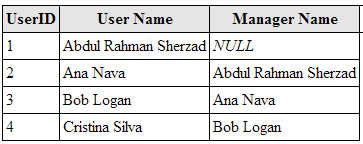 UserID User Name Manager Name
1 Abdul Rahman Sherzad NULL
2 Ana Nava Abdul Rahman Sherzad
3 Bob Logan Ana Nava
4 Cristina Silva Bob Logan